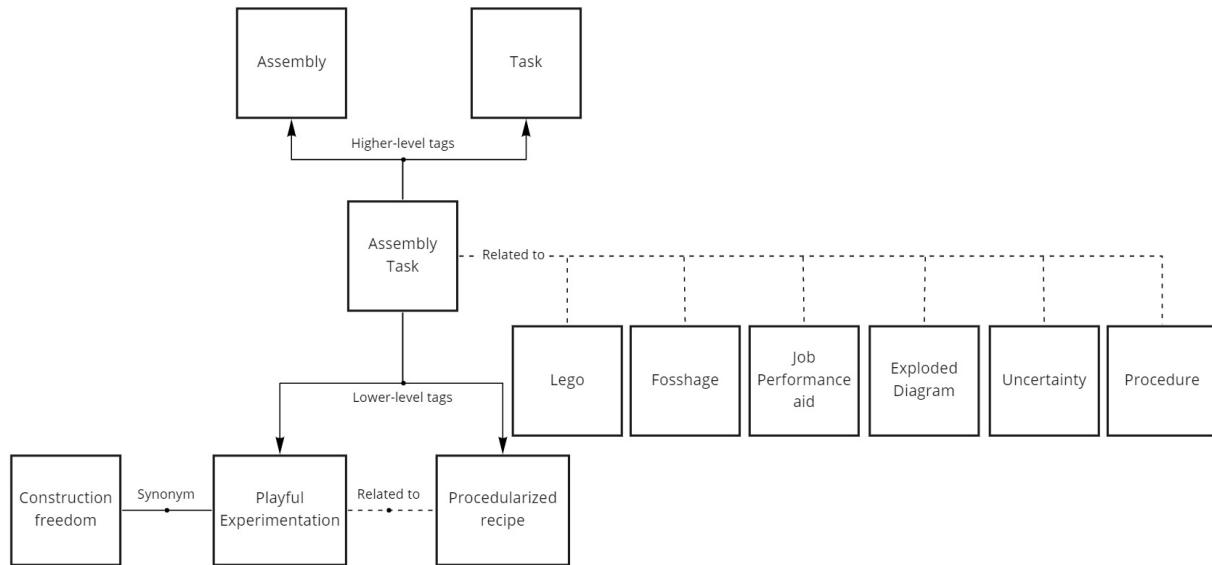 Assembly
Task
Higher-level tags
Assembly
Task
Related to
Lego
Fosshage
Job
Performance
aid
Exploded
Diagram
Uncertainty
Procedure
Lower-level tags
Construction
freedom
Synonym
Playful
Experimentation
Related to
Procedularized
recipe